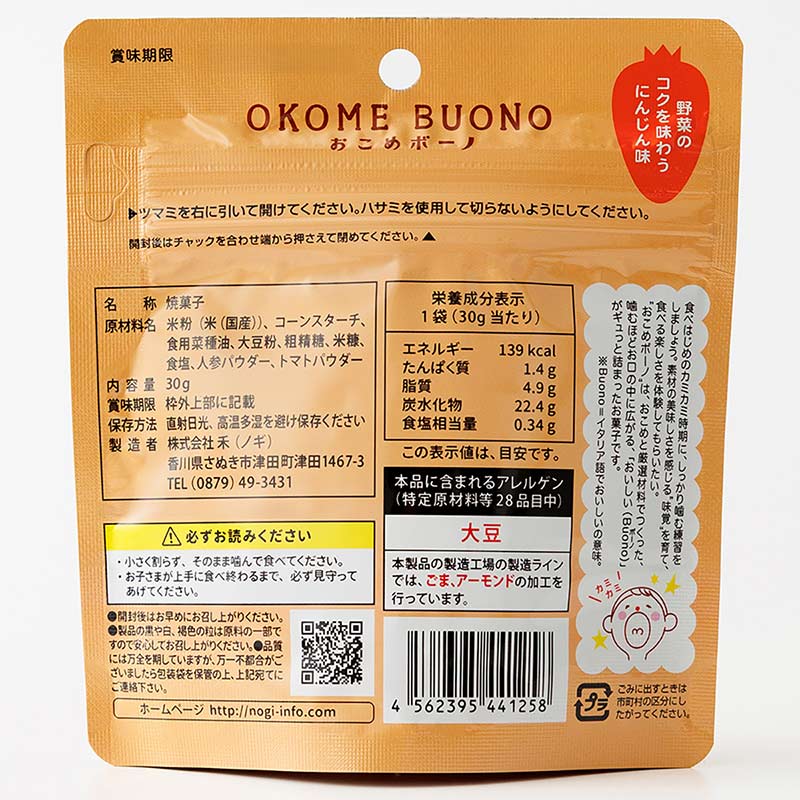 賞味期限
OKOME BUONO
おこめボーノ
野菜の
コクを味わう
にんじん味
▶ツマミを右に引いて開けてください。ハサミを使用して切らないようにしてください。
開封後はチャックを合わせ端から押さえて閉めてください。▲
名称 焼菓子
原材料名 米粉(米(国産))、コーンスターチ、
食用菜種油、大豆粉、粗精糖、米糠、
食塩、人参パウダー、トマトパウダー
内容量 30g
賞味期限 枠外上部に記載
保存方法 直射日光、高温多湿を避け保存ください
製造者 株式会社 禾(ノギ)
香川県さぬき市津田町津田1467-3
TEL (0879) 49-3431
栄養成分表示
1袋(30g当たり)
エネルギー 139 kcal
たんぱく質 1.4 g
脂質 4.9 g
炭水化物 22.4 g
食塩相当量 0.34 g
この表示値は、目安です。
食べはじめのカミカミ時期に、しっかり噛む練習を
しましょう。素材の美味しさを感じる“味覚”を育て、
食べる楽しさを体験してもらいたい。
“おこめボーノ”は、おこめと厳選材料でつくった、
噛むほどお口の中に広がる、「おいしい(Buono)」
ボーノ
がギュっと詰まったお菓子です。
※Buono=イタリア語でおいしいの意味。
カミ
カミ
必ずお読みください
・小さく割らず、そのまま噛んで食べてください。
・お子さまが上手に食べ終わるまで、必ず見守って
あげてください。
本品に含まれるアレルゲン
(特定原材料等28品目中)
大豆
本製品の製造工場の製造ライン
では、ごま、アーモンドの加工を
行っています。
●開封後はお早めにお召し上がりください。
●製品の黒や白、褐色の粒は原料の一部で
すので安心してお召し上がりください。●品質
には万全を期していますが、万一不都合がご
ざいましたら包装袋を保管の上、上記宛てに
ご連絡下さい。
ホームページ http://nogi-info.com
4 562395 441258
プラ
ごみに出すときは
市町村の区分にし
たがってください。